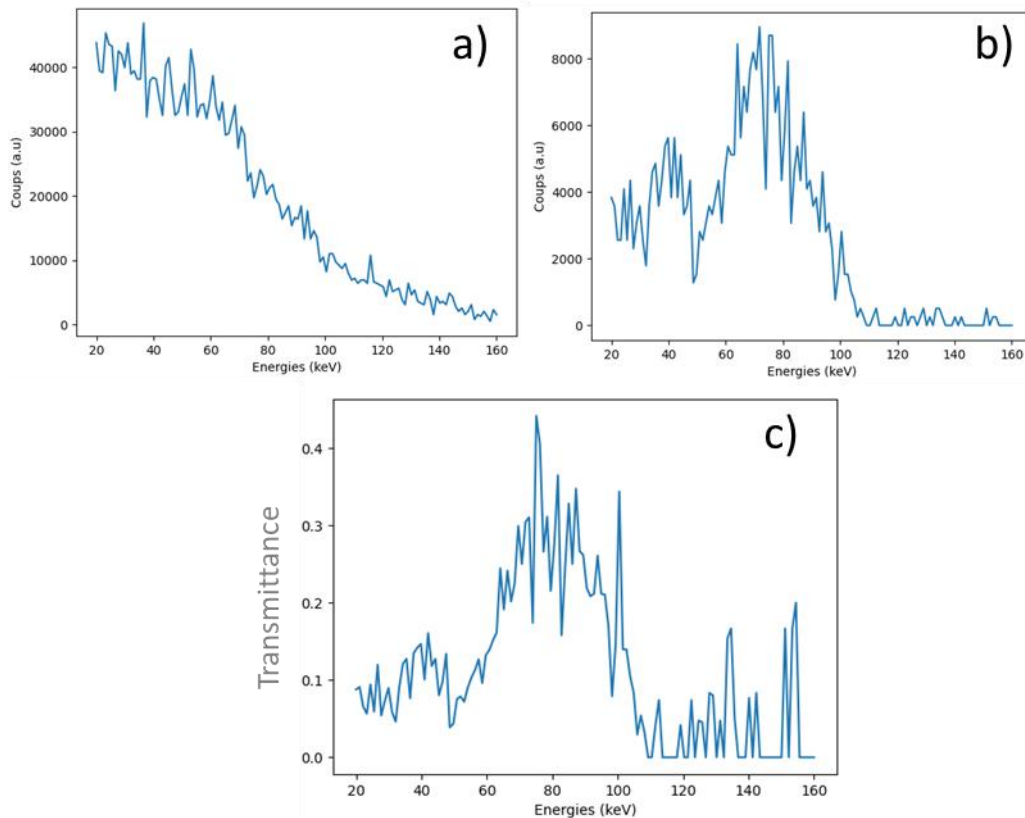 a)
40000
30000
20000
10000
0
Coups (a.u)
20 40 60 80 100 120 140 160
Energies (keV)
b)
8000
6000
4000
2000
0
Coups (a.u)
20 40 60 80 100 120 140 160
Energies (keV)
c)
0.4
0.3
0.2
0.1
0.0
Transmittance
20 40 60 80 100 120 140 160
Energies (keV)